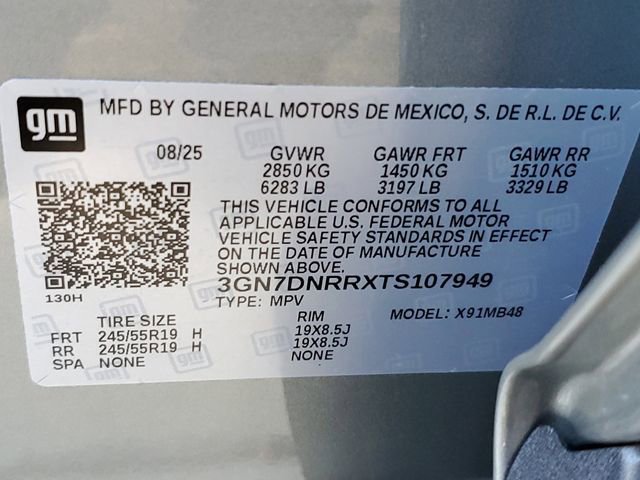 gm MFD BY GENERAL MOTORS DE MEXICO, S. DE R.L. DE C.V.
08/25 GVWR GAWR FRT GAWR RR
2850 KG 1450 KG 1510 KG
6283 LB 3197 LB 3329 LB
THIS VEHICLE CONFORMS TO ALL
APPLICABLE U.S. FEDERAL MOTOR
VEHICLE SAFETY STANDARDS IN EFFECT
ON THE DATE OF MANUFACTURE
SHOWN ABOVE.
3GN7DNRRXTS107949
130H
TYPE: MPV MODEL: X91MB48
TIRE SIZE RIM
FRT 245/55R19 H 19X8.5J
RR 245/55R19 H 19X8.5J
SPA NONE NONE